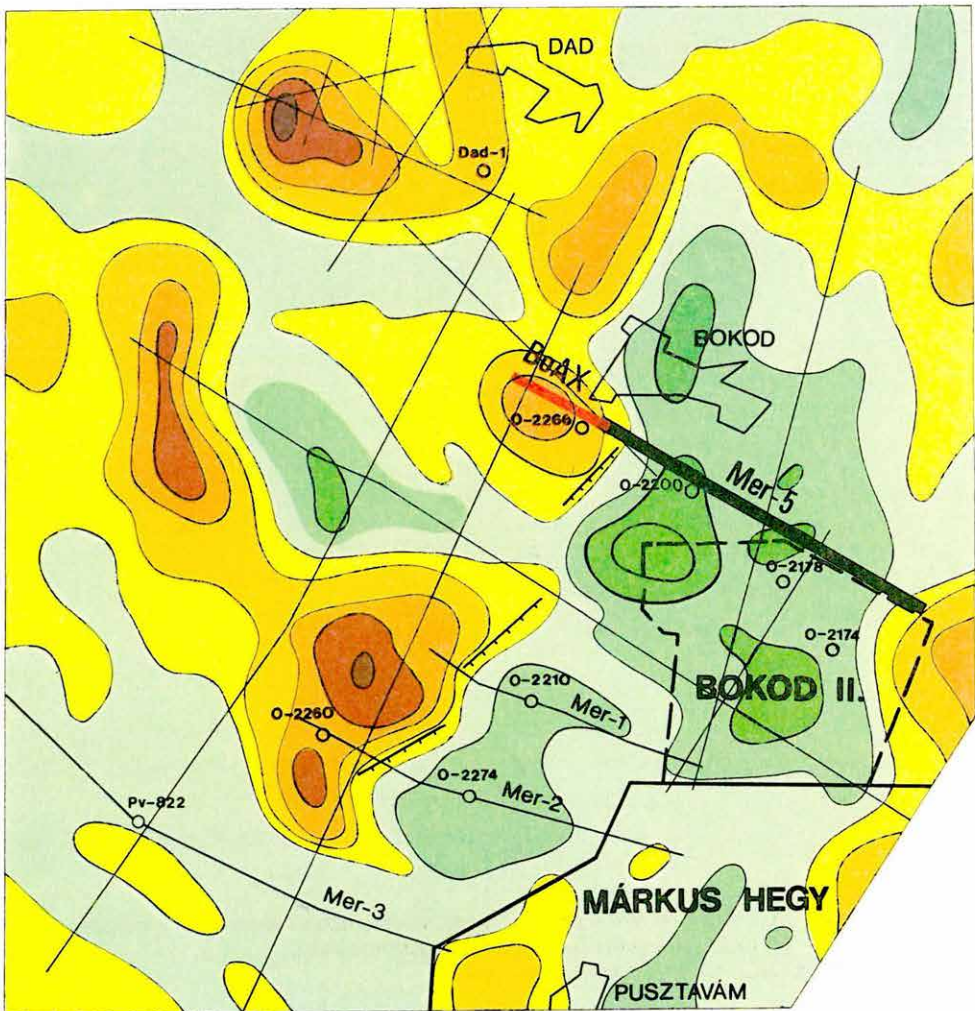 DAD
Dad-1
BOKOD
BoAX
O-2266
O-2200
Mer-5
O-2178
O-2174
BOKOD II.
O-2210
Mer-1
O-2260
O-2274
Mer-2
Pv-822
Mer-3
MÁRKUS HEGY
PUSZTAVÁM